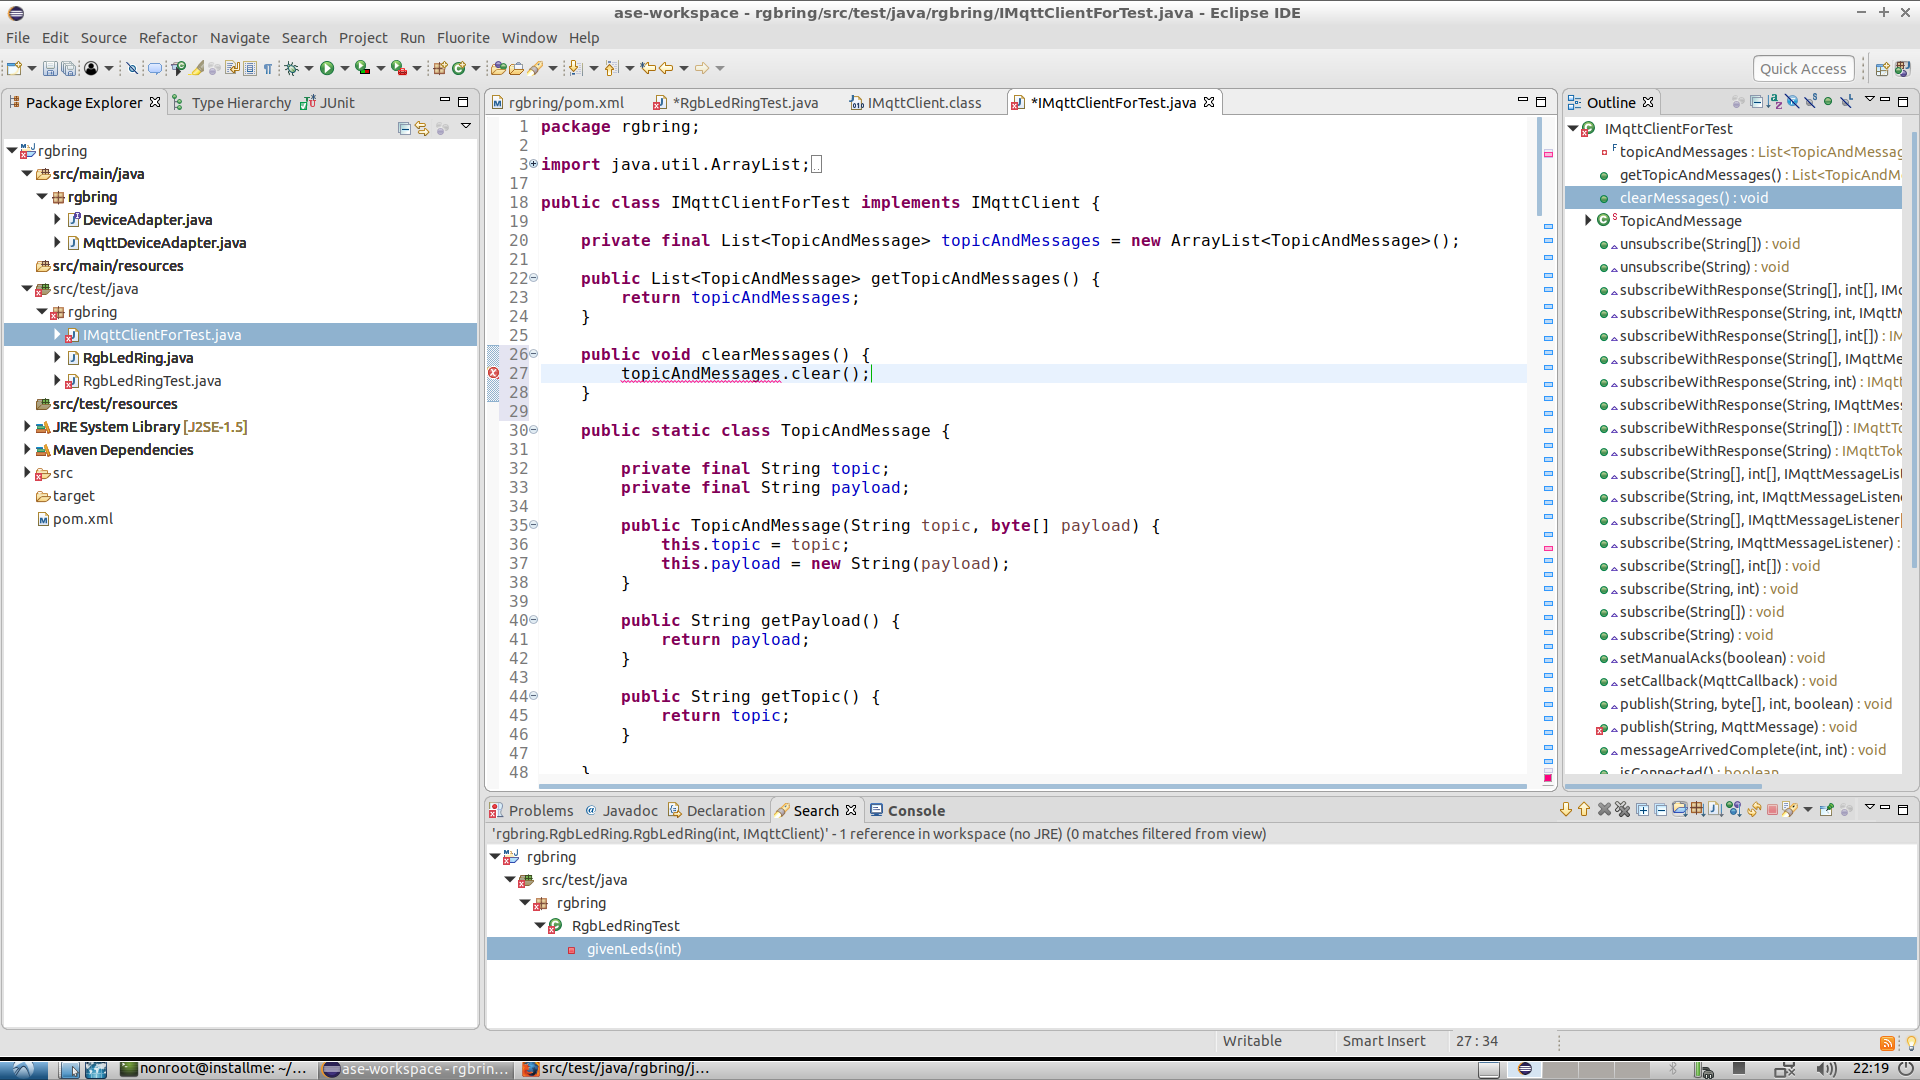 ase-workspace - rgbring/src/test/java/rgbring/IMqttClientForTest.java - Eclipse IDE
File Edit Source Refactor Navigate Search Project Run Fluorite Window Help
Quick Access
Package Explorer Type Hierarchy JUnit
rgbring
src/main/java
rgbring
DeviceAdapter.java
MqttDeviceAdapter.java
src/main/resources
src/test/java
rgbring
IMqttClientForTest.java
RgbLedRing.java
RgbLedRingTest.java
src/test/resources
JRE System Library [J2SE-1.5]
Maven Dependencies
src
target
pom.xml
rgbring/pom.xml *RgbLedRingTest.java IMqttClient.class *IMqttClientForTest.java
1 package rgbring;
2
3 import java.util.ArrayList;
17
18 public class IMqttClientForTest implements IMqttClient {
19
20 private final List<TopicAndMessage> topicAndMessages = new ArrayList<TopicAndMessage>();
21
22 public List<TopicAndMessage> getTopicAndMessages() {
23 return topicAndMessages;
24 }
25
26 public void clearMessages() {
27 topicAndMessages.clear();
28 }
29
30 public static class TopicAndMessage {
31
32 private final String topic;
33 private final String payload;
34
35 public TopicAndMessage(String topic, byte[] payload) {
36 this.topic = topic;
37 this.payload = new String(payload);
38 }
39
40 public String getPayload() {
41 return payload;
42 }
43
44 public String getTopic() {
45 return topic;
46 }
47
48 }
Outline
IMqttClientForTest
topicAndMessages : List<TopicAndMessag
getTopicAndMessages() : List<TopicAndM
clearMessages() : void
TopicAndMessage
unsubscribe(String[]) : void
unsubscribe(String) : void
subscribeWithResponse(String[], int[], IMq
subscribeWithResponse(String, int, IMqttM
subscribeWithResponse(String[], int[]) : IM
subscribeWithResponse(String[], IMqttMe
subscribeWithResponse(String, int) : IMqtt
subscribeWithResponse(String, IMqttMes
subscribeWithResponse(String[]) : IMqttTo
subscribeWithResponse(String) : IMqttTok
subscribe(String[], int[], IMqttMessageList
subscribe(String, int, IMqttMessageListen
subscribe(String[], IMqttMessageListener[
subscribe(String, IMqttMessageListener) :
subscribe(String[], int[]) : void
subscribe(String, int) : void
subscribe(String[]) : void
subscribe(String) : void
setManualAcks(boolean) : void
setCallback(MqttCallback) : void
publish(String, byte[], int, boolean) : void
publish(String, MqttMessage) : void
messageArrivedComplete(int, int) : void
isConnected() : boolean
Problems Javadoc Declaration Search Console
'rgbring.RgbLedRing.RgbLedRing(int, IMqttClient)' - 1 reference in workspace (no JRE) (0 matches filtered from view)
rgbring
src/test/java
rgbring
RgbLedRingTest
givenLeds(int)
Writable Smart Insert 27 : 34
nonroot@installme: ~/... ase-workspace - rgbrin... src/test/java/rgbring/j... 22:19